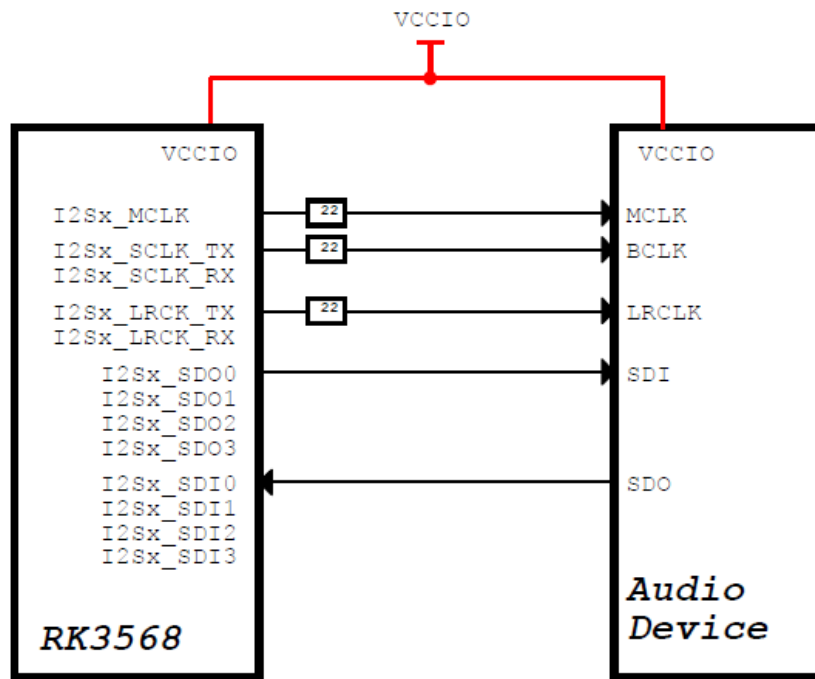 VCCIO
VCCIO
I2Sx_MCLK
I2Sx_SCLK_TX
I2Sx_SCLK_RX
I2Sx_LRCK_TX
I2Sx_LRCK_RX
I2Sx_SDO0
I2Sx_SDO1
I2Sx_SDO2
I2Sx_SDO3
I2Sx_SDI0
I2Sx_SDI1
I2Sx_SDI2
I2Sx_SDI3
RK3568
22
22
22
VCCIO
MCLK
BCLK
LRCLK
SDI
SDO
Audio
Device